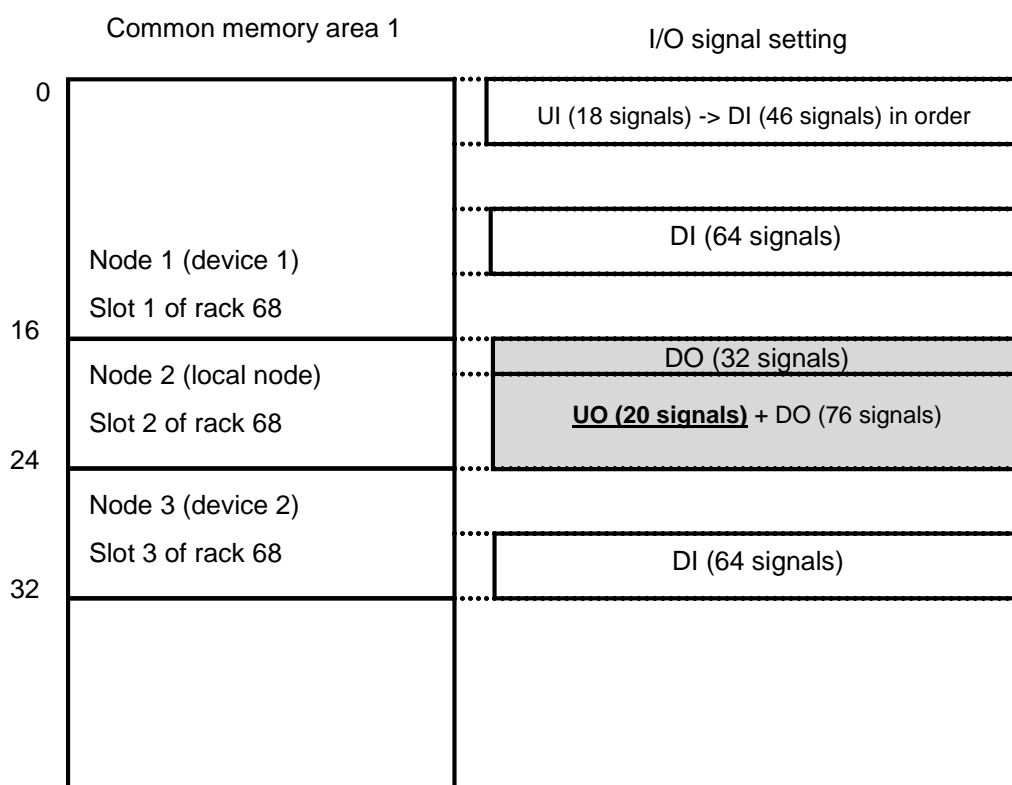 Common memory area 1
I/O signal setting
0
UI (18 signals) -> DI (46 signals) in order
DI (64 signals)
Node 1 (device 1)
Slot 1 of rack 68
16
DO (32 signals)
Node 2 (local node)
UO (20 signals) + DO (76 signals)
Slot 2 of rack 68
24
Node 3 (device 2)
Slot 3 of rack 68
DI (64 signals)
32